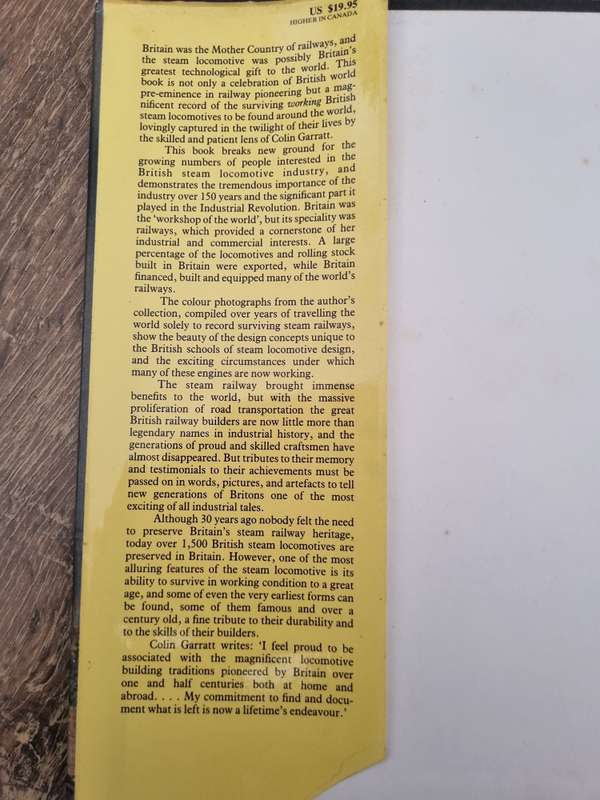 US $19.95
HIGHER IN CANADA
Britain was the Mother Country of railways, and
the steam locomotive was possibly Britain's
greatest technological gift to the world. This
book is not only a celebration of British world
pre-eminence in railway pioneering but a mag-
nificent record of the surviving working British
steam locomotives to be found around the world,
lovingly captured in the twilight of their lives by
the skilled and patient lens of Colin Garratt.
This book breaks new ground for the
growing numbers of people interested in the
British steam locomotive industry, and
demonstrates the tremendous importance of the
industry over 150 years and the significant part it
played in the Industrial Revolution. Britain was
the 'workshop of the world', but its speciality was
railways, which provided a cornerstone of her
industrial and commercial interests. A large
percentage of the locomotives and rolling stock
built in Britain were exported, while Britain
financed, built and equipped many of the world's
railways.
The colour photographs from the author's
collection, compiled over years of travelling the
world solely to record surviving steam railways,
show the beauty of the design concepts unique to
the British schools of steam locomotive design,
and the exciting circumstances under which
many of these engines are now working.
The steam railway brought immense
benefits to the world, but with the massive
proliferation of road transportation the great
British railway builders are now little more than
legendary names in industrial history, and the
generations of proud and skilled craftsmen have
almost disappeared. But tributes to their memory
and testimonials to their achievements must be
passed on in words, pictures, and artefacts to tell
new generations of Britons one of the most
exciting of all industrial tales.
Although 30 years ago nobody felt the need
to preserve Britain's steam railway heritage,
today over 1,500 British steam locomotives are
preserved in Britain. However, one of the most
alluring features of the steam locomotive is its
ability to survive in working condition to a great
age, and some of even the very earliest forms can
be found, some of them famous and over a
century old, a fine tribute to their durability and
to the skills of their builders.
Colin Garratt writes: 'I feel proud to be
associated with the magnificent locomotive
building traditions pioneered by Britain over
one and half centuries both at home and
abroad. . . . My commitment to find and docu-
ment what is left is now a lifetime's endeavour.'